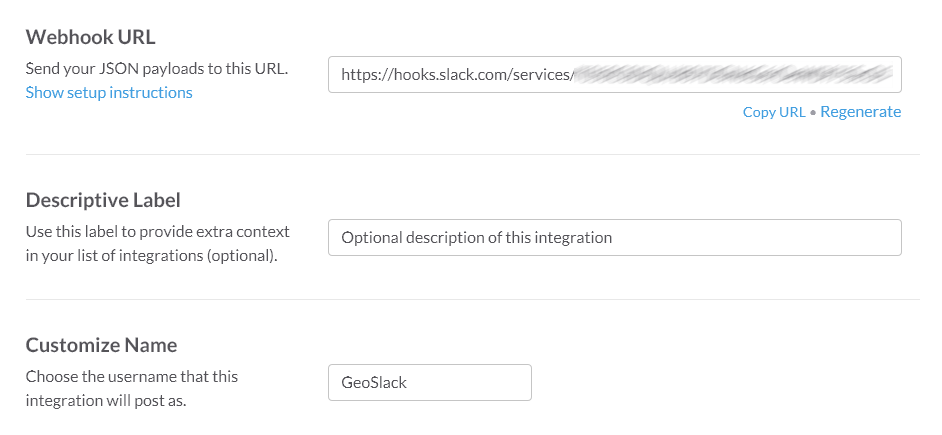 Webhook URL
Send your JSON payloads to this URL.
Show setup instructions
https://hooks.slack.com/services/
Copy URL • Regenerate
Descriptive Label
Use this label to provide extra context
in your list of integrations (optional).
Optional description of this integration
Customize Name
Choose the username that this
integration will post as.
GeoSlack